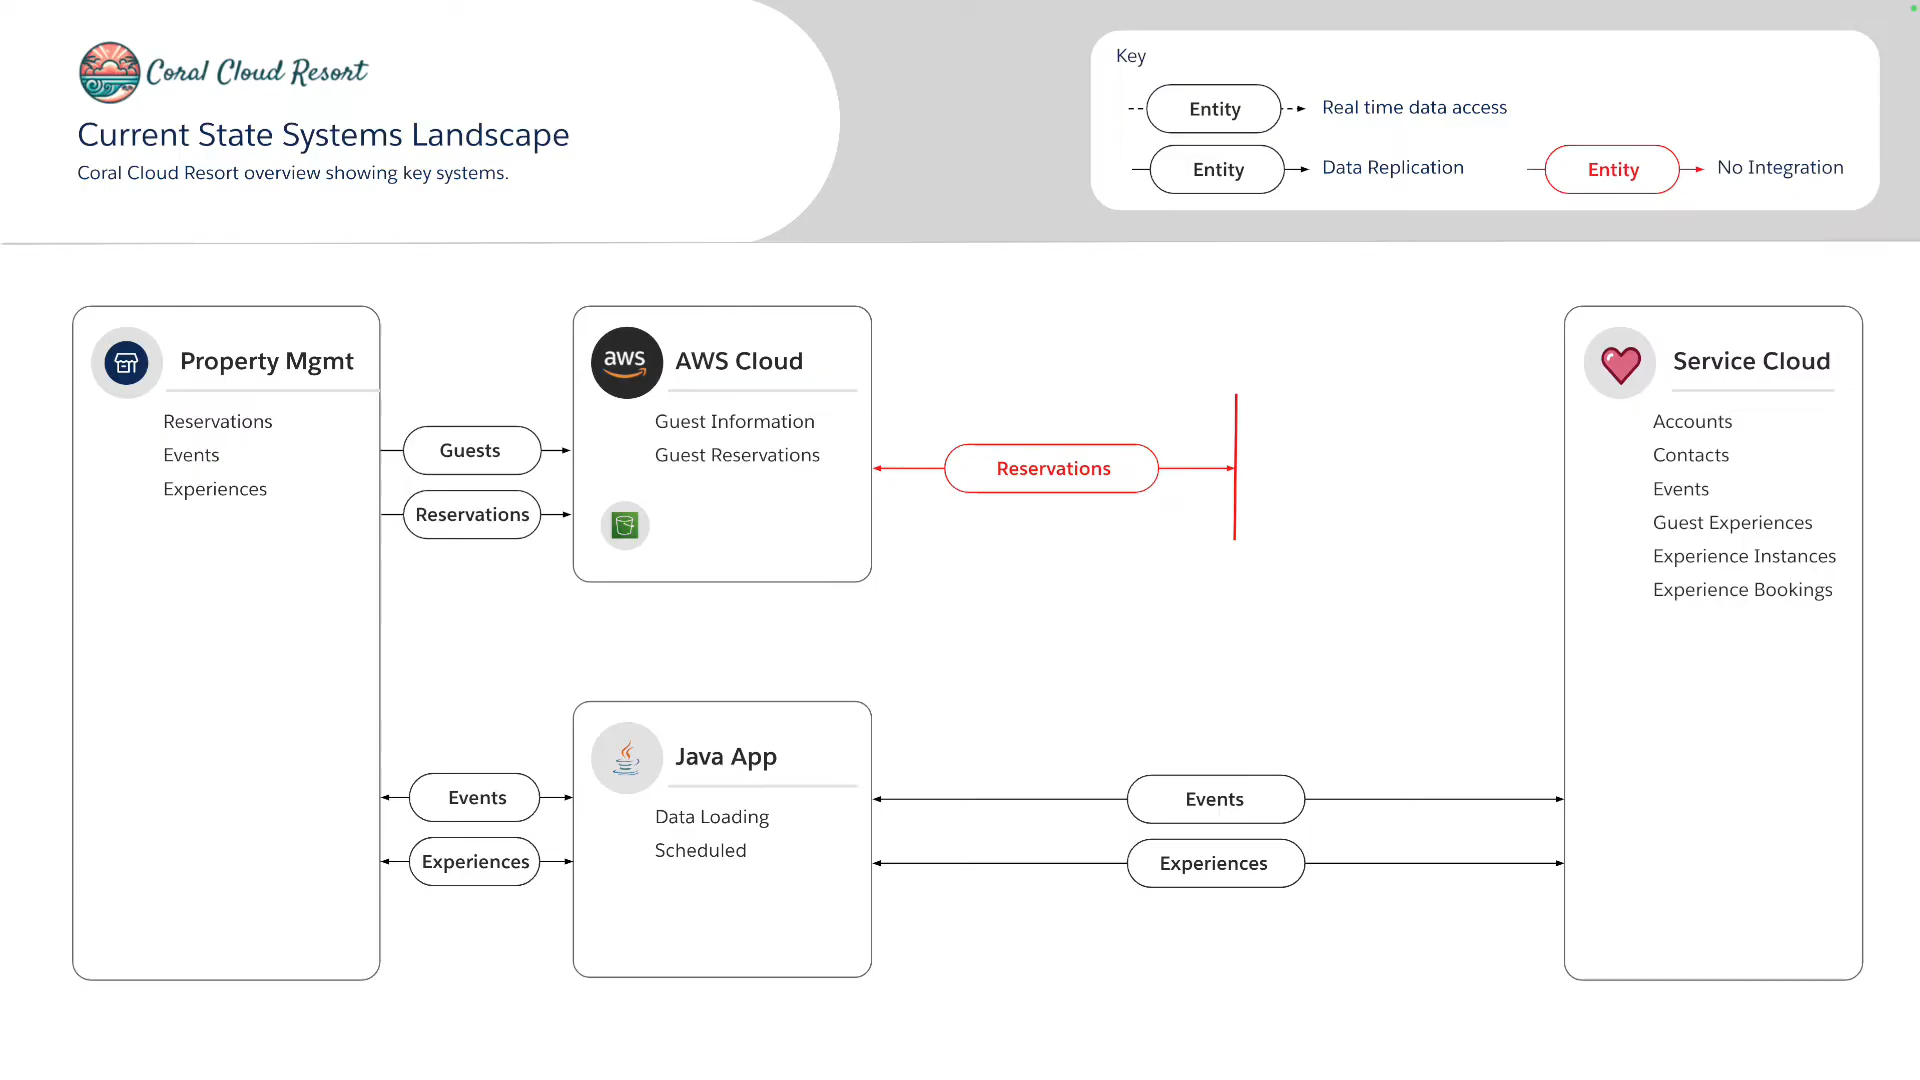 Coral Cloud Resort
Current State Systems Landscape
Coral Cloud Resort overview showing key systems.
Key
Entity
Real time data access
Entity
Data Replication
Entity
No Integration
Property Mgmt
Reservations
Events
Experiences
Guests
Reservations
aws
AWS Cloud
Guest Information
Guest Reservations
Reservations
Service Cloud
Accounts
Contacts
Events
Guest Experiences
Experience Instances
Experience Bookings
Events
Experiences
Java App
Data Loading
Scheduled
Events
Experiences